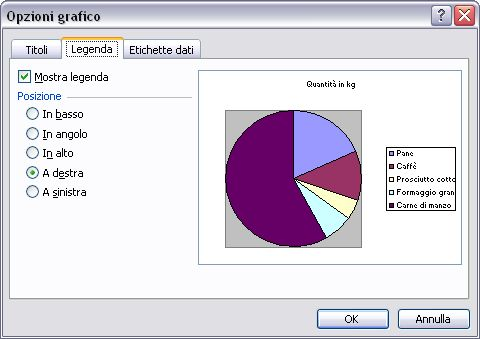 Opzioni grafico
Titoli
Legenda
Etichette dati
Mostra legenda
Posizione
In basso
In angolo
In alto
A destra
A sinistra
Quantità in kg
Pane
Caffè
Prosciutto cotto
Formaggio gran
Carne di manzo
OK
Annulla